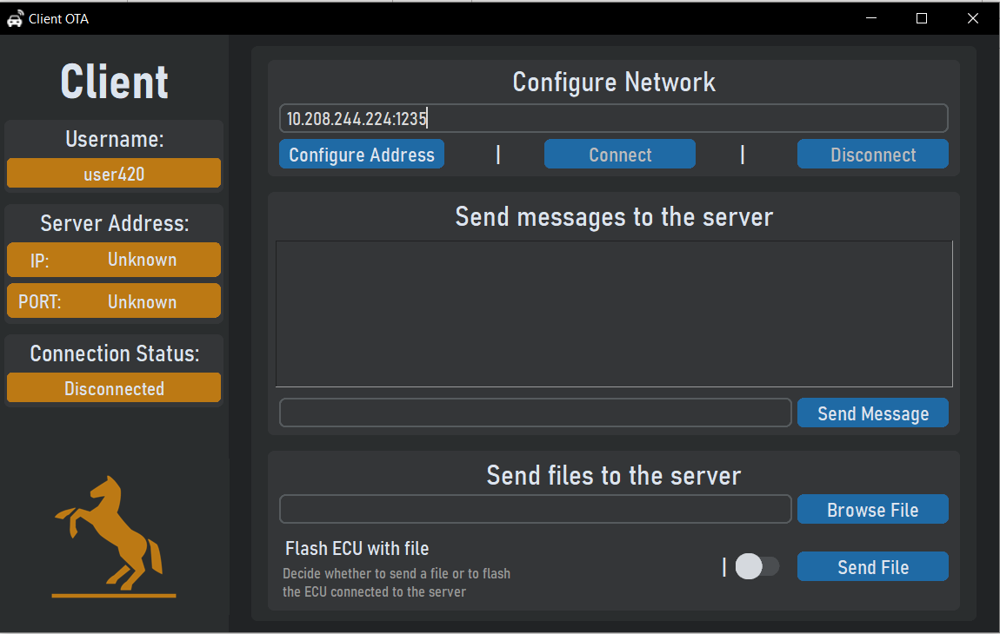 Client OTA
Client
Username:
user420
Server Address:
IP: Unknown
PORT: Unknown
Connection Status:
Disconnected
Configure Network
10.208.244.224:1235
Configure Address | Connect | Disconnect
Send messages to the server
Send Message
Send files to the server
Browse File
Flash ECU with file
Decide whether to send a file or to flash
the ECU connected to the server
| Send File